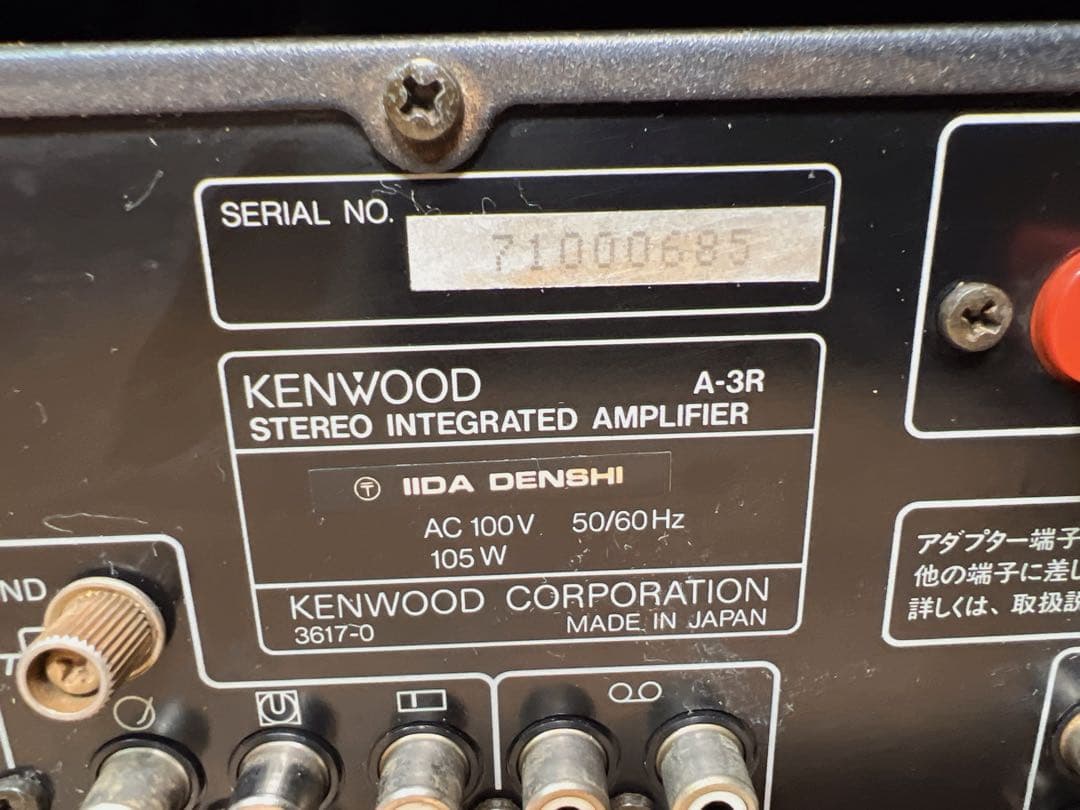 SERIAL NO. 71000685
KENWOOD A-3R
STEREO INTEGRATED AMPLIFIER
〒 IIDA DENSHI
AC 100V 50/60Hz
105W
KENWOOD CORPORATION
3617-0 MADE IN JAPAN
アダプター端子
他の端子に差し
詳しくは、取扱説
ND